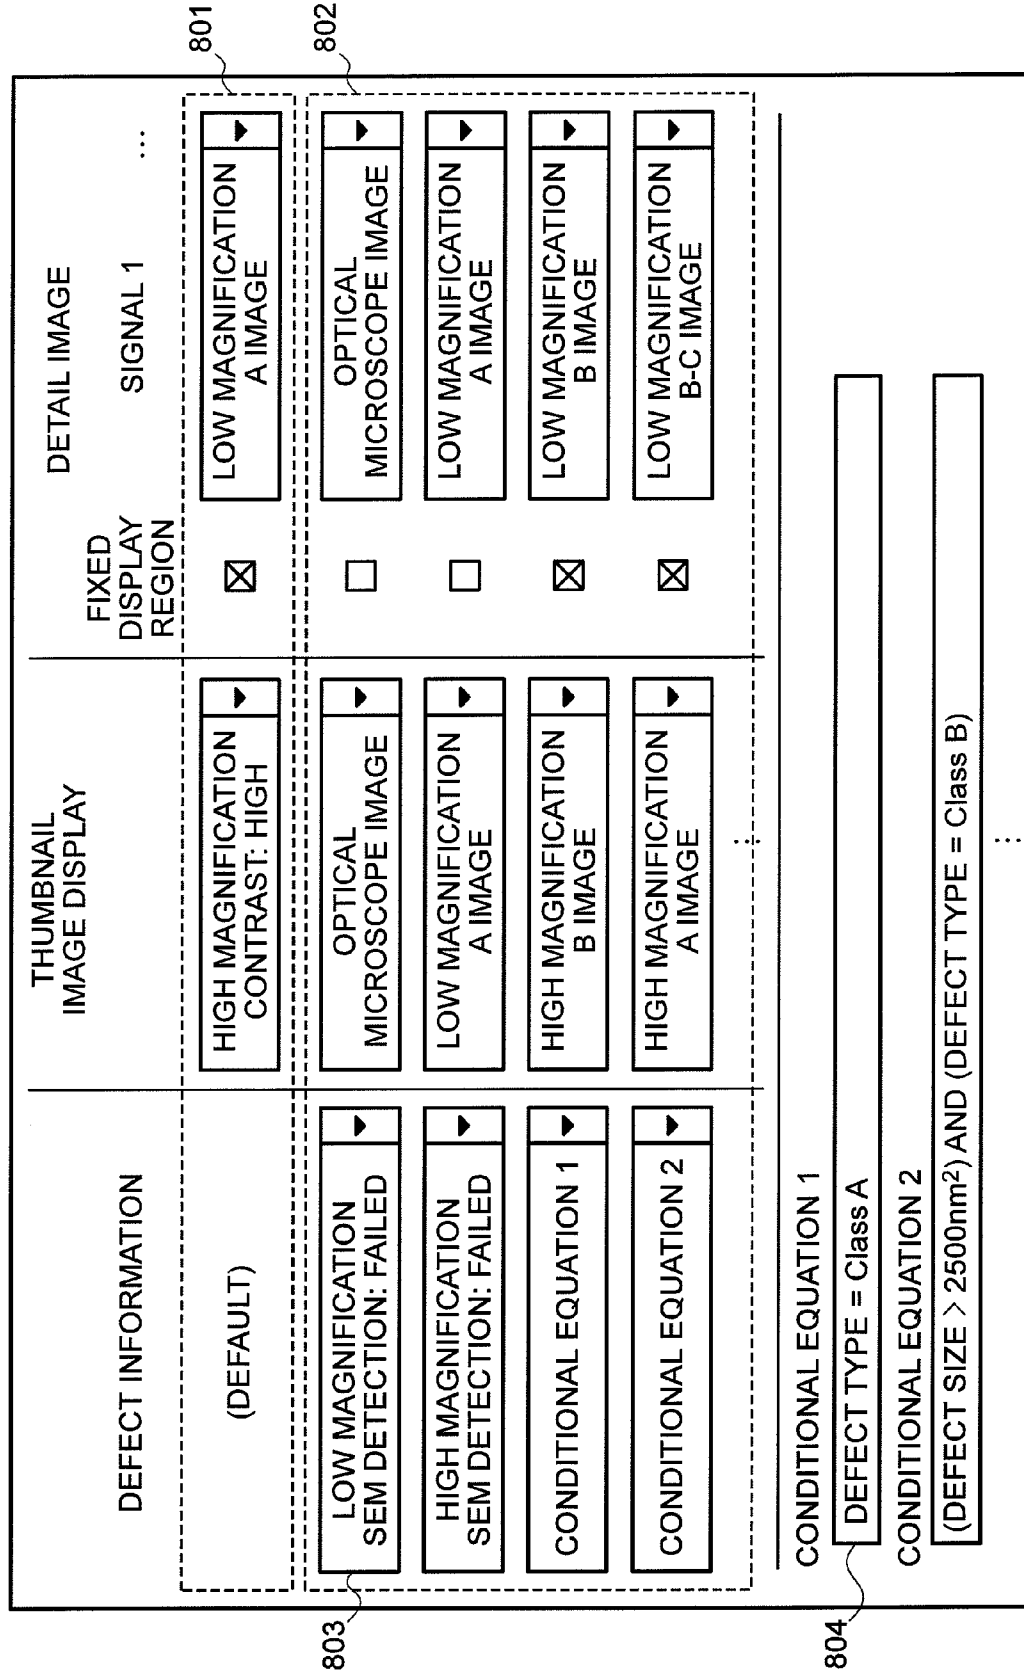 DEFECT INFORMATION
THUMBNAIL
IMAGE DISPLAY
FIXED
DISPLAY
REGION
DETAIL IMAGE
SIGNAL 1
...
801
(DEFAULT)
HIGH MAGNIFICATION
CONTRAST: HIGH
LOW MAGNIFICATION
A IMAGE
802
803
LOW MAGNIFICATION
SEM DETECTION: FAILED
OPTICAL
MICROSCOPE IMAGE
OPTICAL
MICROSCOPE IMAGE
HIGH MAGNIFICATION
SEM DETECTION: FAILED
LOW MAGNIFICATION
A IMAGE
LOW MAGNIFICATION
A IMAGE
CONDITIONAL EQUATION 1
HIGH MAGNIFICATION
B IMAGE
LOW MAGNIFICATION
B IMAGE
CONDITIONAL EQUATION 2
HIGH MAGNIFICATION
A IMAGE
LOW MAGNIFICATION
B-C IMAGE
...
CONDITIONAL EQUATION 1
804
DEFECT TYPE = Class A
CONDITIONAL EQUATION 2
(DEFECT SIZE > 2500nm²) AND (DEFECT TYPE = Class B)
...